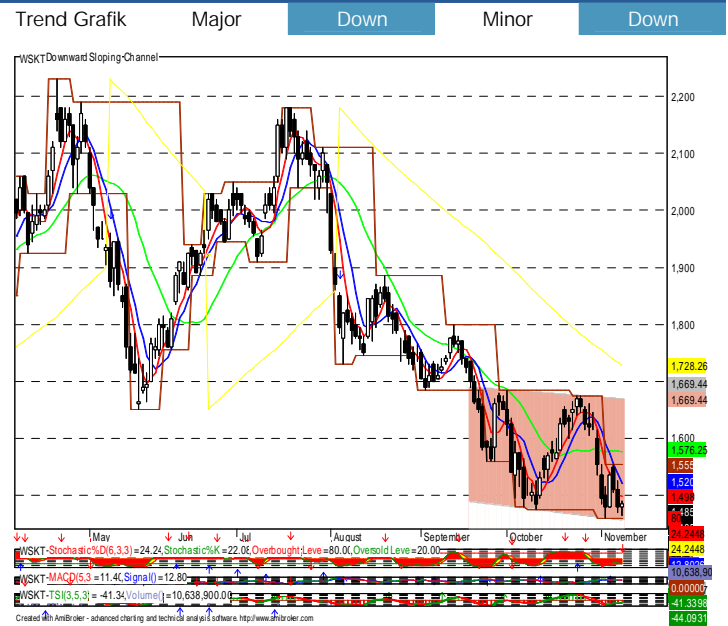 Trend Grafik Major Down Minor Down
WSKT Downward Sloping-Channel
2,200
2,100
2,000
1,900
1,800
1,728.26
1,669.44
1,669.44
1,600
1,576.25
1,555
1,520
1,498
1,485
May Jun Jul August September October November
24.2448
WSKT-Stochastic%D(6,3,3) =24.24, Stochastic%K =22.08, Overbought Leve =80.00, Oversold Leve =20.00
24.2448
WSKT-MACD(5,3 =11.40, Signal() =12.80
10,638,90
0.00000
WSKT-TSI(3,5,3) = -41.34, Volume() =10,638,900.00
-41.3398
-44.0931
Created with AmiBroker - advanced charting and technical analysis software. http://www.amibroker.com